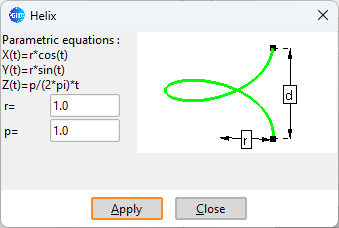 Helix
Parametric equations :
X(t)=r*cos(t)
Y(t)=r*sin(t)
Z(t)=p/(2*pi)*t
r= 1.0
p= 1.0
d
r
Apply Close